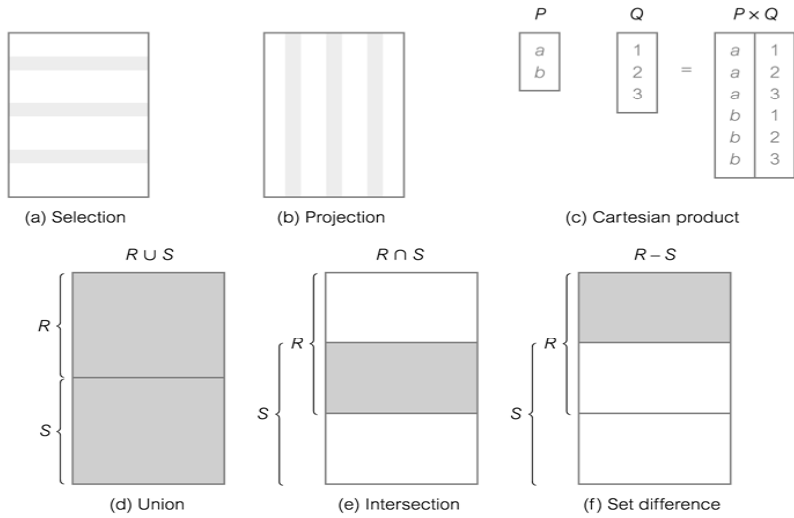 P Q P × Q
a 1 a 1
b 2 = a 2
3 a 3
b 1
b 2
b 3
(a) Selection (b) Projection (c) Cartesian product
R ∪ S R ∩ S R – S
R R R
S S S
(d) Union (e) Intersection (f) Set difference